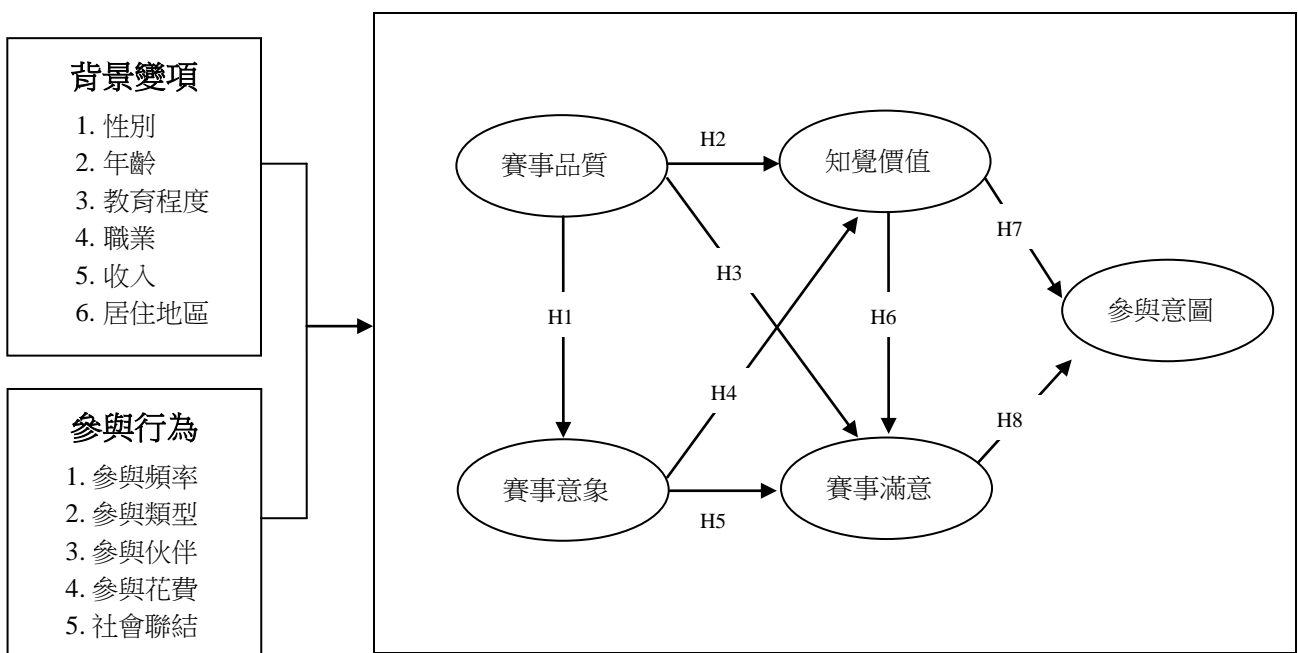 背景變項
1. 性別
2. 年齡
3. 教育程度
4. 職業
5. 收入
6. 居住地區
參與行為
1. 參與頻率
2. 參與類型
3. 參與伙伴
4. 參與花費
5. 社會聯結
賽事品質
H2
知覺價值
H7
H3
H1
H6
參與意圖
H4
H8
賽事意象
H5
賽事滿意